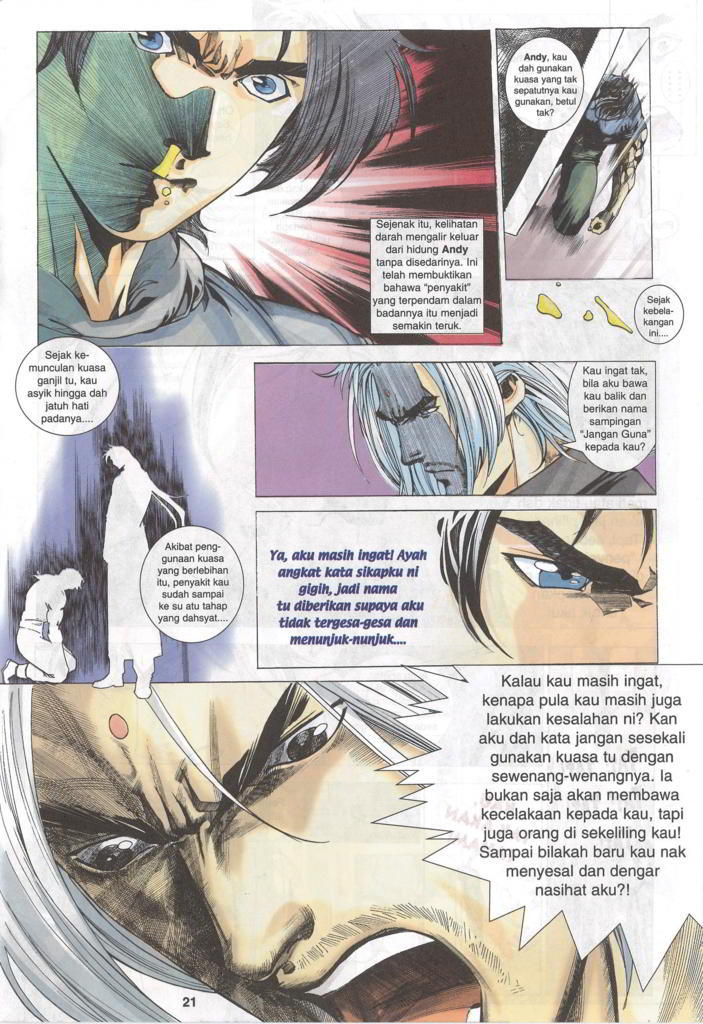 Andy, kau
dah gunakan
kuasa yang tak
sepatutnya kau
gunakan, betul
tak?
Sejenak itu, kelihatan
darah mengalir keluar
dari hidung Andy
tanpa disedarinya. Ini
telah membuktikan
bahawa "penyakit"
yang terpendam dalam
badannya itu menjadi
semakin teruk.
Sejak
kebela-
kangan
ini....
Sejak ke-
munculan kuasa
ganjil tu, kau
asyik hingga dah
jatuh hati
padanya....
Kau ingat tak,
bila aku bawa
kau balik dan
berikan nama
sampingan
"Jangan Guna"
kepada kau?
Akibat peng-
gunaan kuasa
yang berlebihan
itu, penyakit kau
sudah sampai
ke su atu tahap
yang dahsyat....
Ya, aku masih ingat! Ayah
angkat kata sikapku ni
gigih, jadi nama
tu diberikan supaya aku
tidak tergesa-gesa dan
menunjuk-nunjuk....
Kalau kau masih ingat,
kenapa pula kau masih juga
lakukan kesalahan ni? Kan
aku dah kata jangan sesekali
gunakan kuasa tu dengan
sewenang-wenangnya. Ia
bukan saja akan membawa
kecelakaan kepada kau, tapi
juga orang di sekeliling kau!
Sampai bilakah baru kau nak
menyesal dan dengar
nasihat aku?!
21